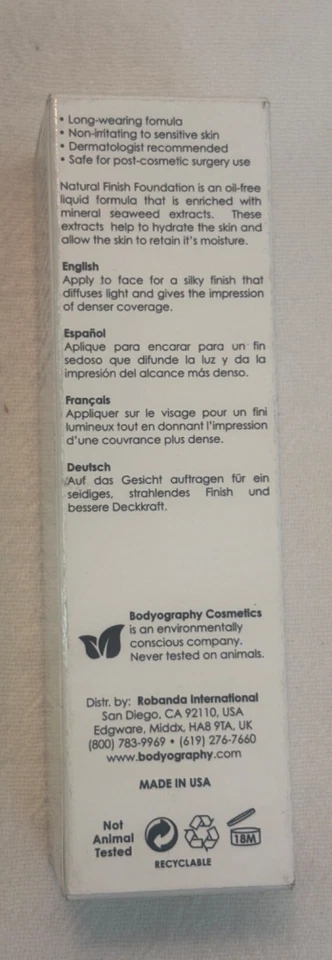 • Long-wearing fomula
• Non-irritating to sensitive skin
• Dermatologist recommended
• Safe for post-cosmetic surgery use
Natural Finish Foundation is an oil-free
liquid formula that is enriched with
mineral seaweed extracts. These
extracts help to hydrate the skin and
allow the skin to retain it's moisture.
English
Apply to face for a silky finish that
diffuses light and gives the impression
of denser coverage.
Español
Aplique para encarar para un fin
sedoso que difunde la luz y da la
impresión del alcance más denso.
Français
Appliquer sur le visage pour un fini
lumineux tout en donnant l'impression
d'une couvrance plus dense.
Deutsch
Auf das Gesicht auftragen für ein
seidiges, strahlendes Finish und
bessere Deckkraft.
Bodyography Cosmetics
is an environmentally
conscious company.
Never tested on animals.
Distr. by: Robanda International
San Diego, CA 92110, USA
Edgware, Middx, HA8 9TA, UK
(800) 783-9969 • (619) 276-7660
www.bodyography.com
MADE IN USA
Not
Animal
Tested
18M
RECYCLABLE